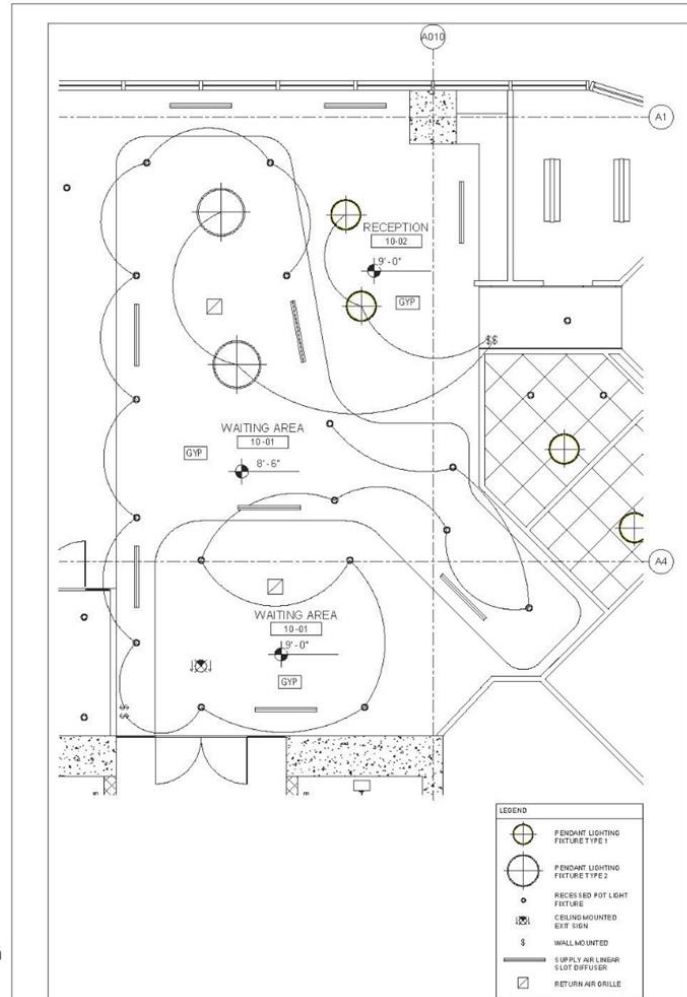 A010
A1
RECEPTION
10-02
9'-0"
GYP
$$
WAITING AREA
10-01
GYP
8'-6"
A4
WAITING AREA
10-01
9'-0"
GYP
$
$
LEGEND
PENDANT LIGHTING
FIXTURE TYPE 1
PENDANT LIGHTING
FIXTURE TYPE 2
RECESSED POT LIGHT
FIXTURE
CEILING MOUNTED
EXIT SIGN
$ WALL MOUNTED
SUPPLY AIR LINEAR
SLOT DIFFUSER
RETURN AIR GRILLE